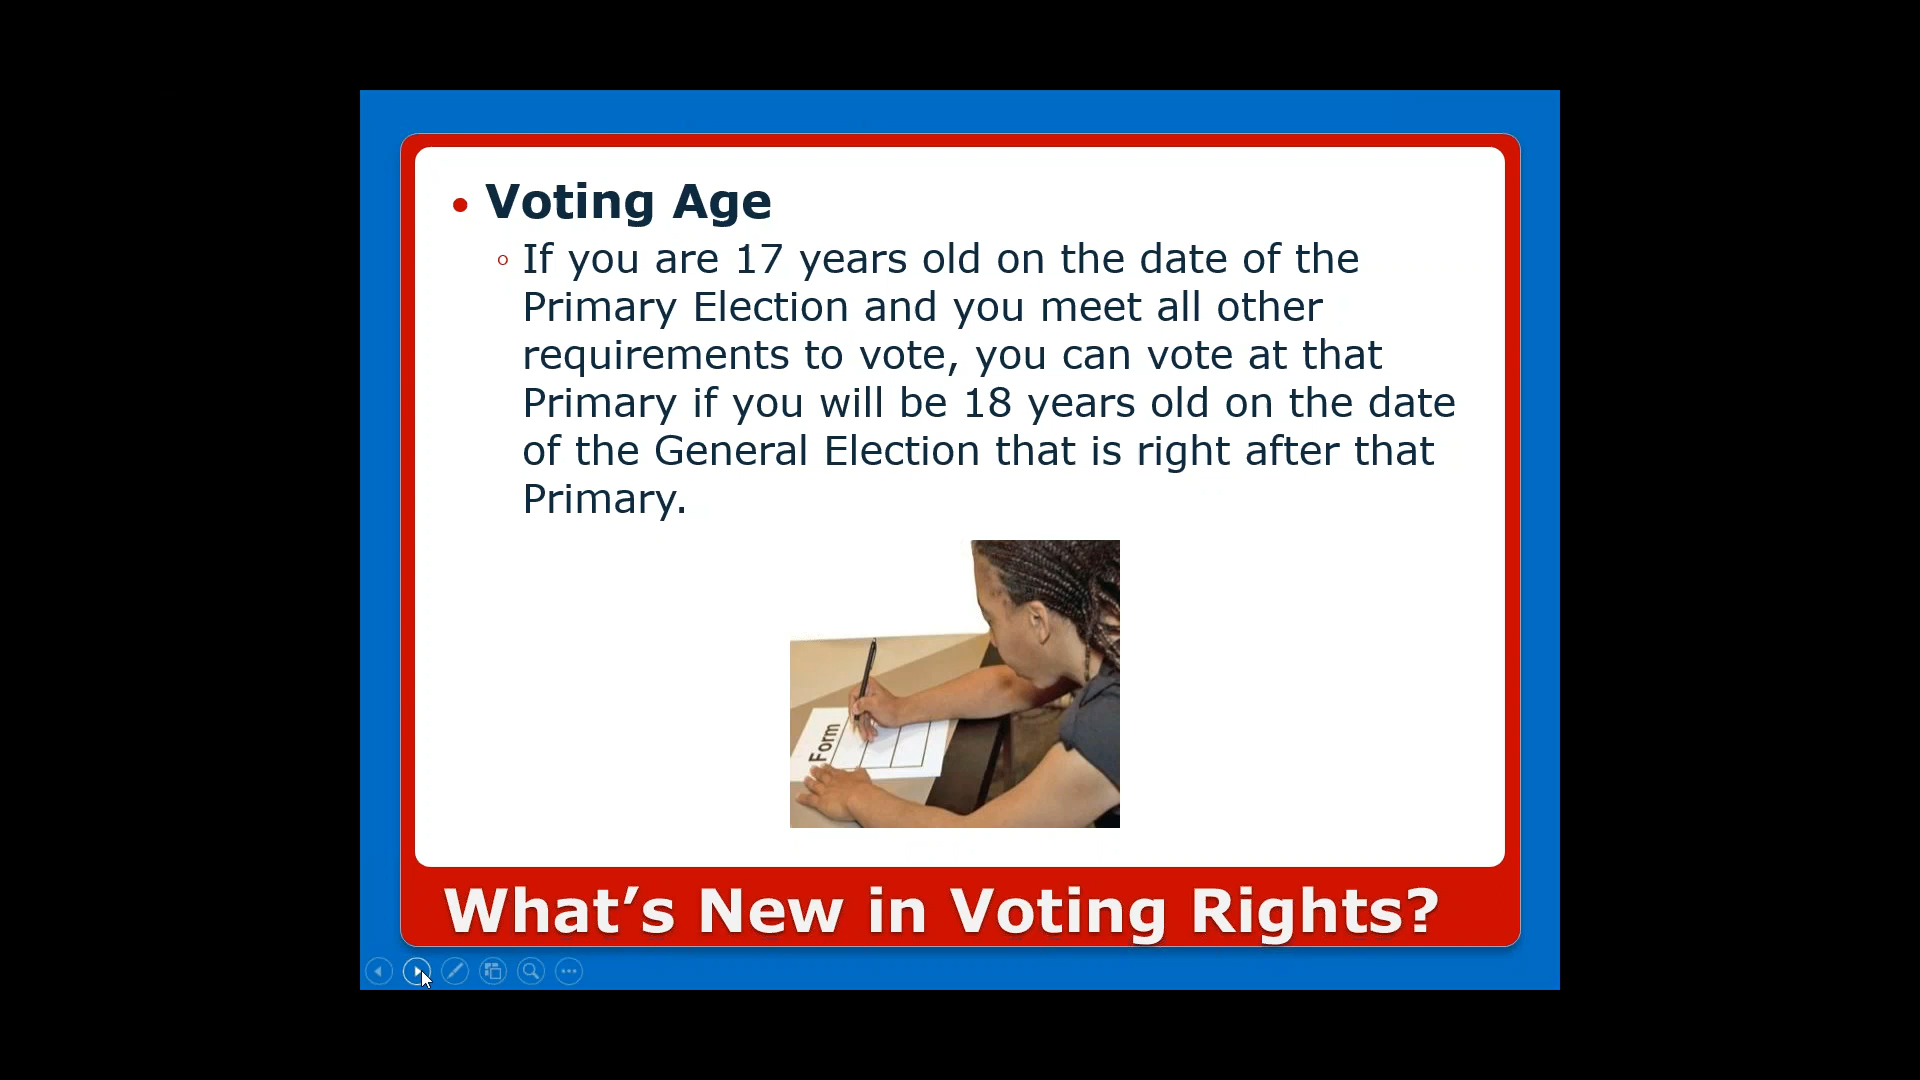 Voting Age
If you are 17 years old on the date of the
Primary Election and you meet all other
requirements to vote, you can vote at that
Primary if you will be 18 years old on the date
of the General Election that is right after that
Primary.
Form
What’s New in Voting Rights?